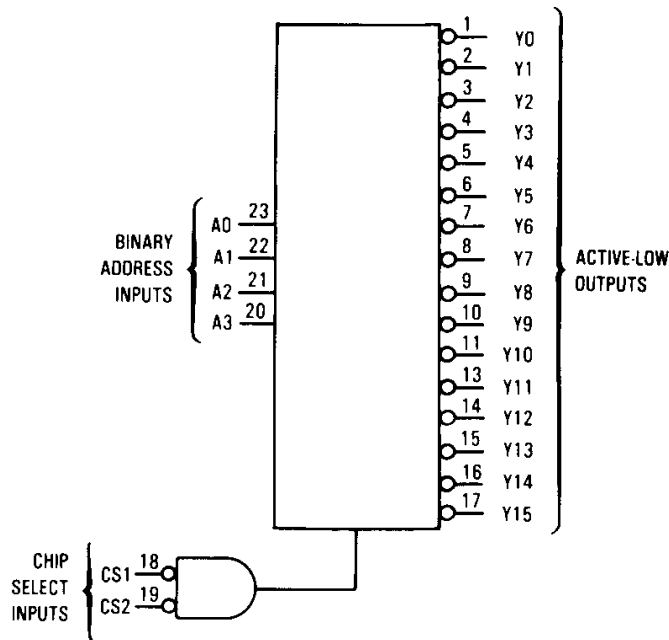 1 Y0
2 Y1
3 Y2
4 Y3
5 Y4
6 Y5
7 Y6
8 Y7
9 Y8
10 Y9
11 Y10
13 Y11
14 Y12
15 Y13
16 Y14
17 Y15
BINARY
ADDRESS
INPUTS
A0 23
A1 22
A2 21
A3 20
ACTIVE-LOW
OUTPUTS
CHIP
SELECT
INPUTS
CS1 18
CS2 19